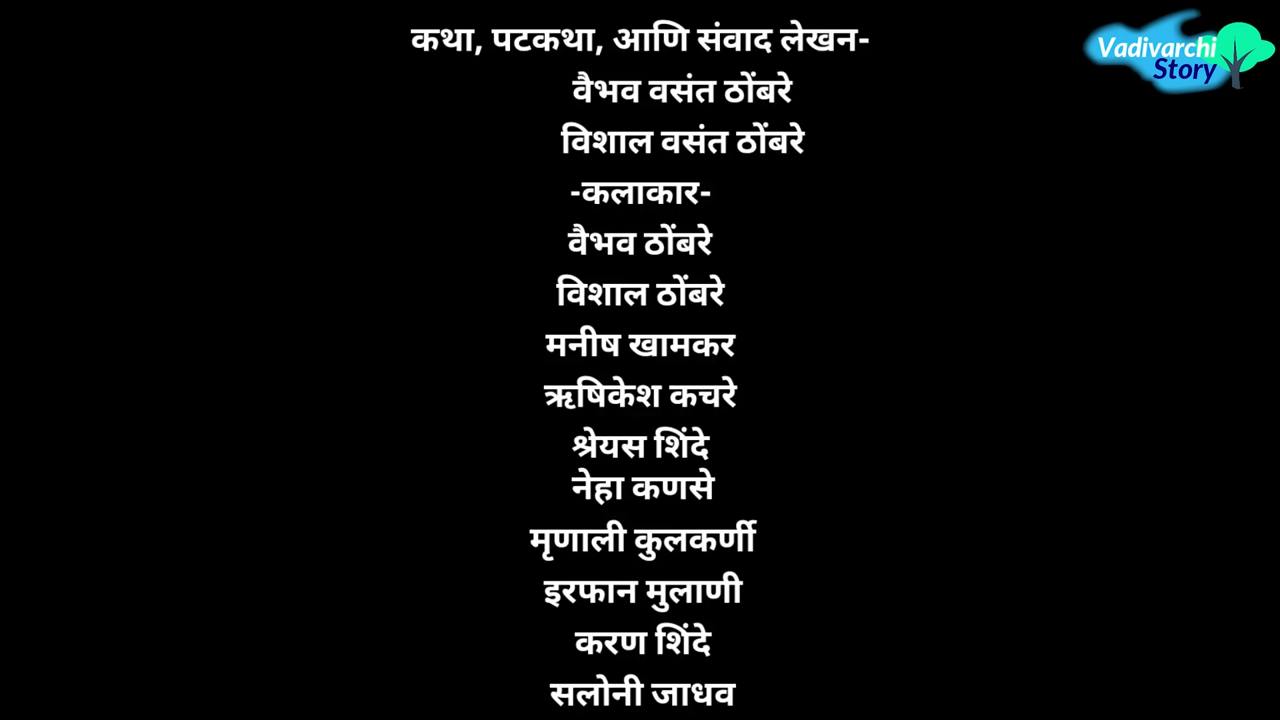 कथा, पटकथा, आणि संवाद लेखन-
वैभव वसंत ठोंबरे
विशाल वसंत ठोंबरे
-कलाकार-
वैभव ठोंबरे
विशाल ठोंबरे
मनीष खामकर
ऋषिकेश कचरे
श्रेयस शिंदे
नेहा कणसे
मृणाली कुलकर्णी
इरफान मुलाणी
करण शिंदे
सलोनी जाधव
Vadivarchi
Story